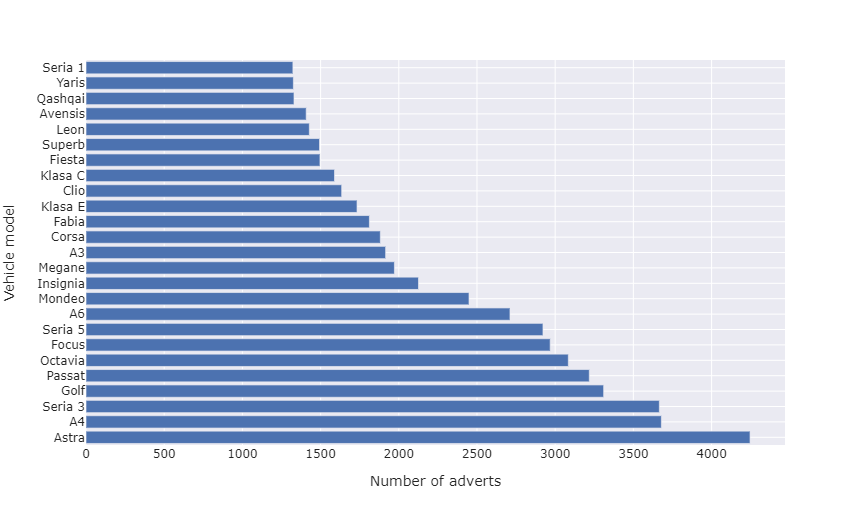 Seria 1
Yaris
Qashqai
Avensis
Leon
Superb
Fiesta
Klasa C
Clio
Klasa E
Fabia
Corsa
A3
Megane
Insignia
Mondeo
A6
Seria 5
Focus
Octavia
Passat
Golf
Seria 3
A4
Astra
Vehicle model
0 500 1000 1500 2000 2500 3000 3500 4000
Number of adverts